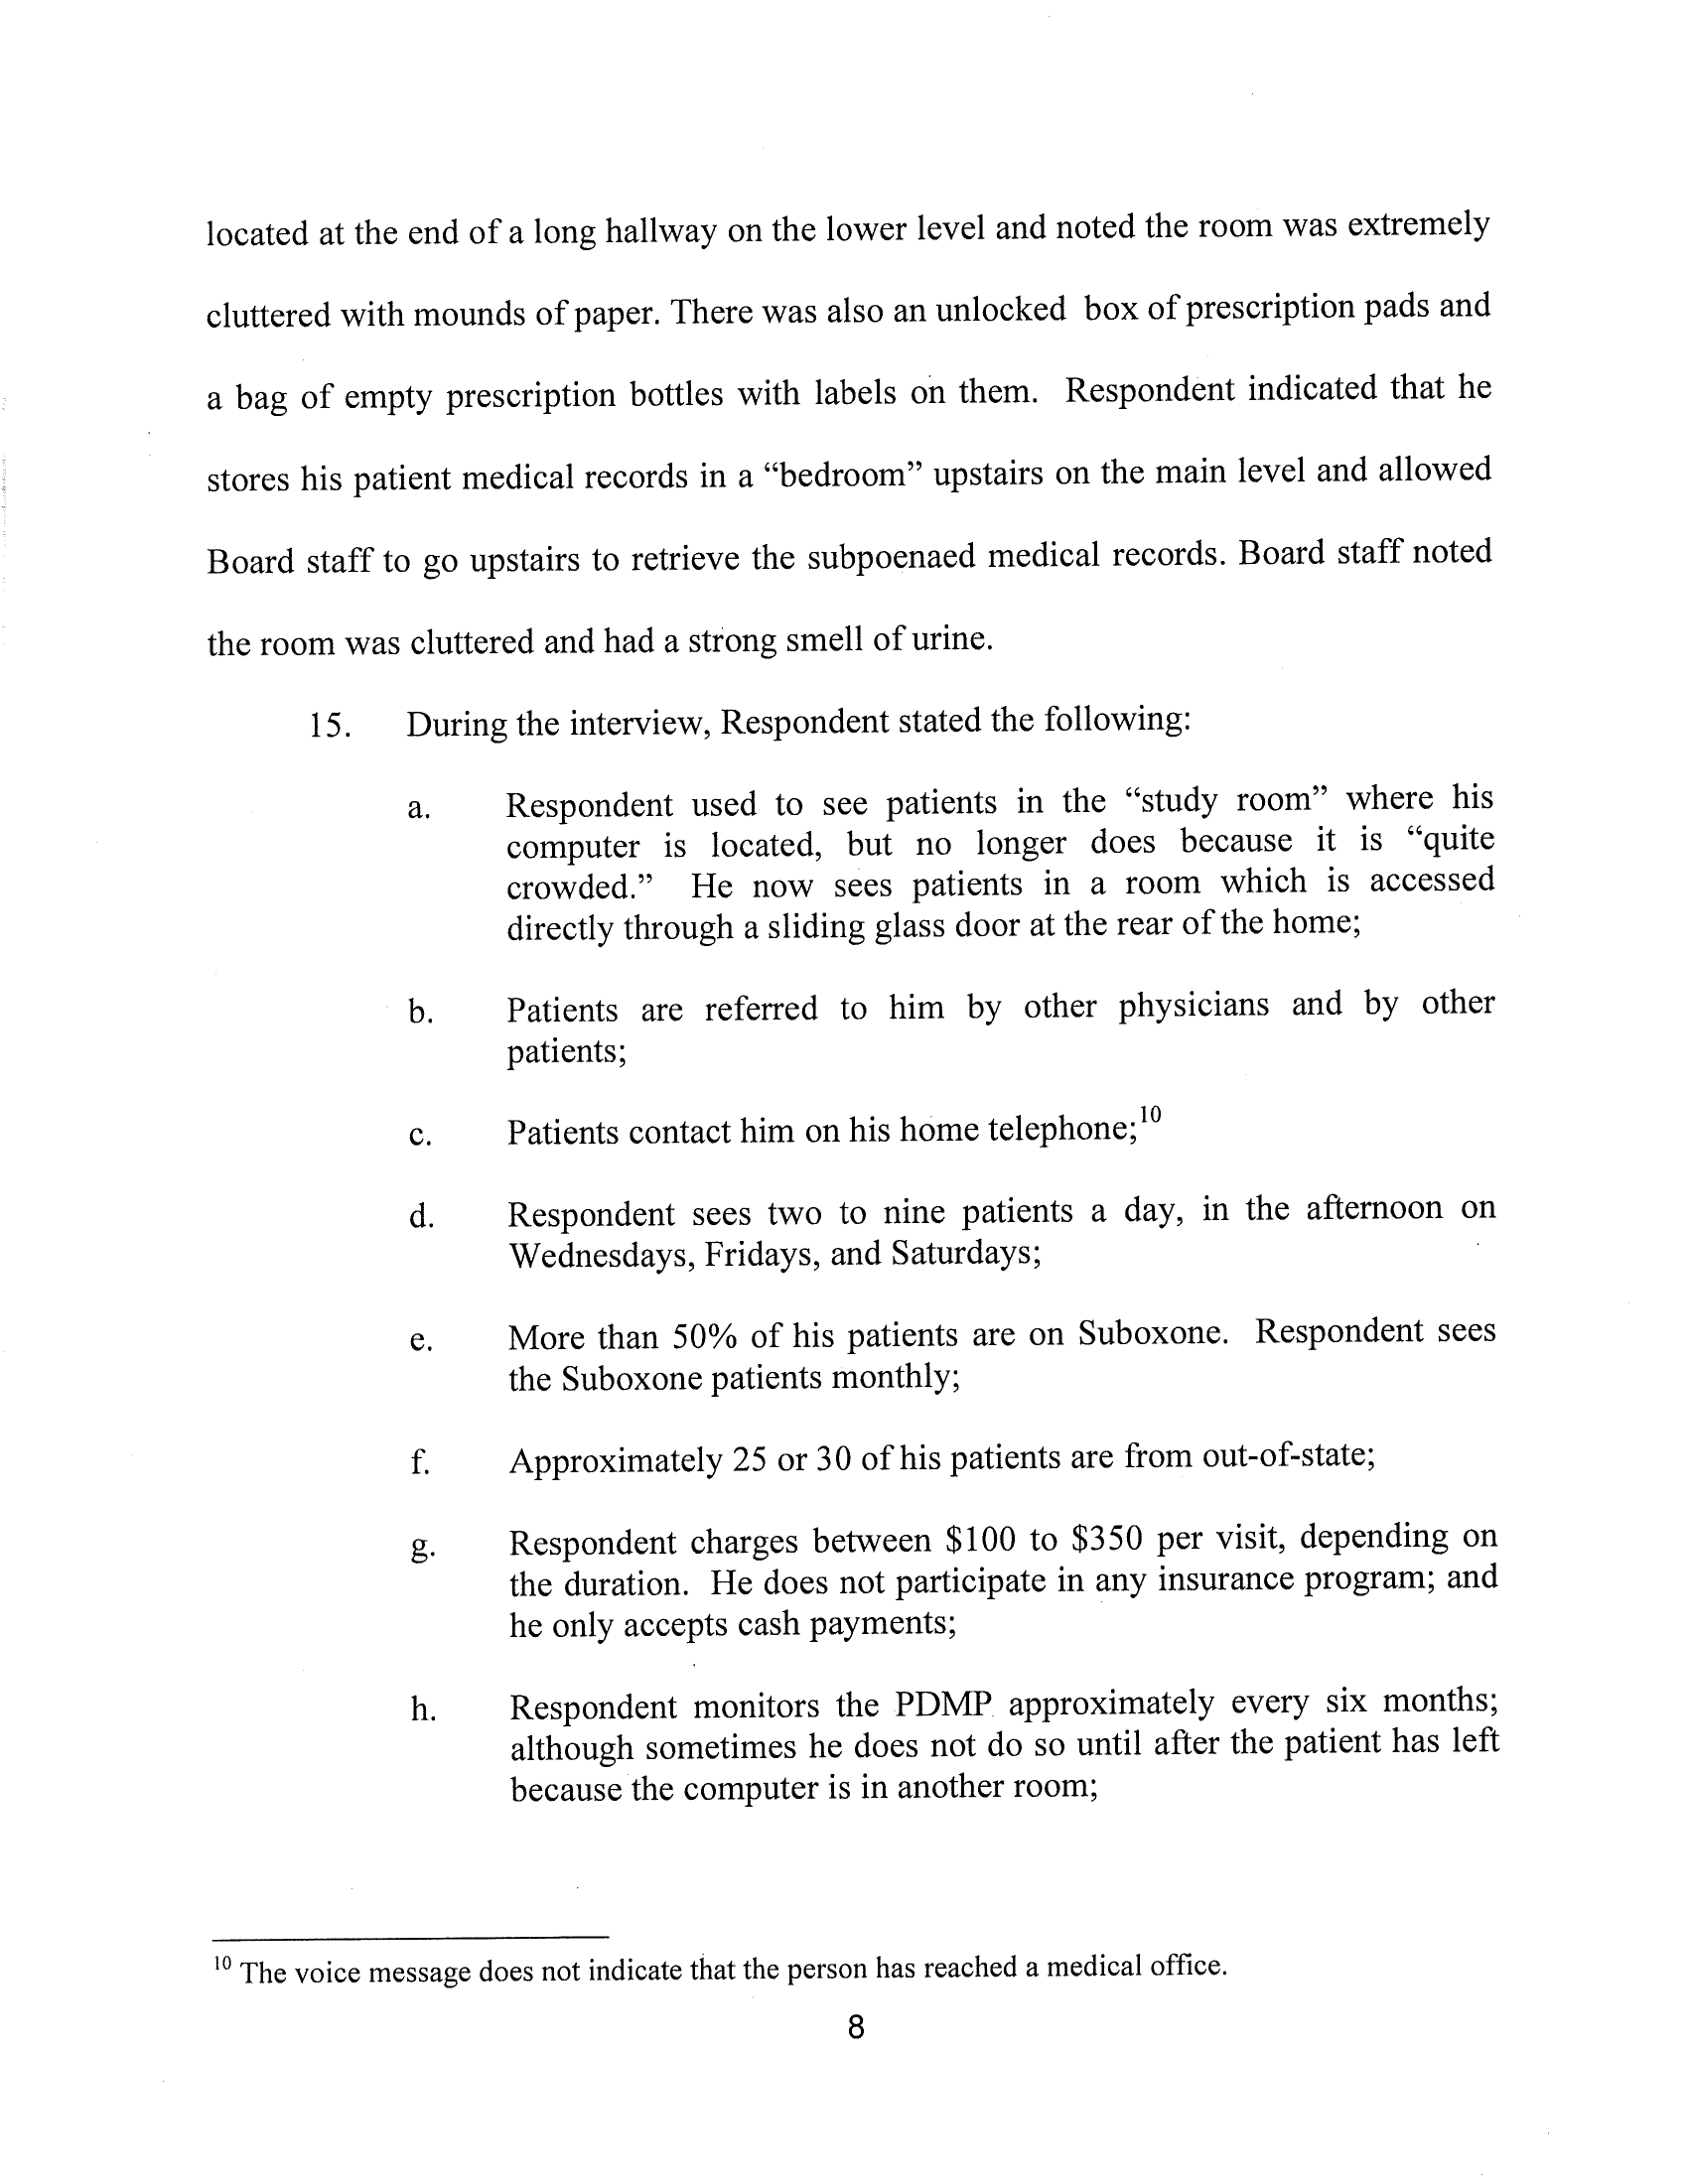 located at the end of a long hallway on the lower level and noted the room was extremely
cluttered with mounds of paper. There was also an unlocked box of prescription pads and
a bag of empty prescription bottles with labels on them. Respondent indicated that he
stores his patient medical records in a “bedroom” upstairs on the main level and allowed
Board staff to go upstairs to retrieve the subpoenaed medical records. Board staff noted
the room was cluttered and had a strong smell of urine.
15. During the interview, Respondent stated the following:
a. Respondent used to see patients in the “study room” where his
computer is located, but no longer does because it is “quite
crowded.” He now sees patients in a room which is accessed
directly through a sliding glass door at the rear of the home;
b. Patients are referred to him by other physicians and by other
patients;
c. Patients contact him on his home telephone;10
d. Respondent sees two to nine patients a day, in the afternoon on
Wednesdays, Fridays, and Saturdays;
e. More than 50% of his patients are on Suboxone. Respondent sees
the Suboxone patients monthly;
f. Approximately 25 or 30 of his patients are from out-of-state;
g. Respondent charges between $100 to $350 per visit, depending on
the duration. He does not participate in any insurance program; and
he only accepts cash payments;
h. Respondent monitors the PDMP approximately every six months;
although sometimes he does not do so until after the patient has left
because the computer is in another room;
10 The voice message does not indicate that the person has reached a medical office.
8